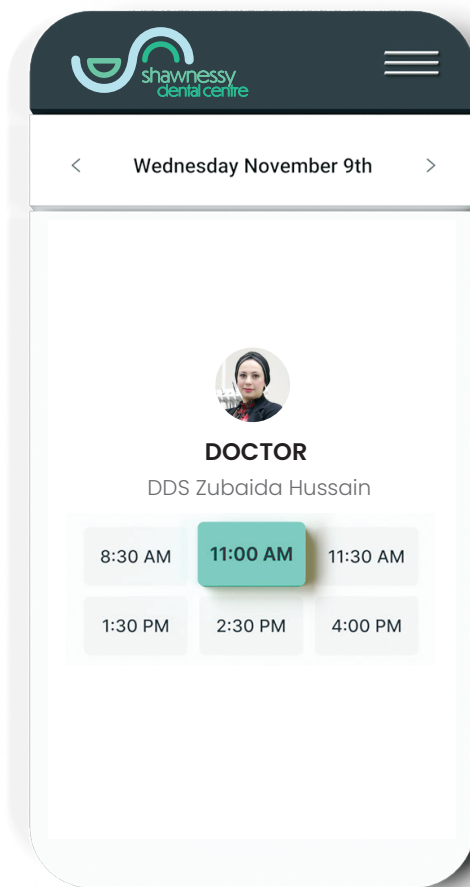 shawnessy
dental centre
Wednesday November 9th
DOCTOR
DDS Zubaida Hussain
8:30 AM 11:00 AM 11:30 AM
1:30 PM 2:30 PM 4:00 PM